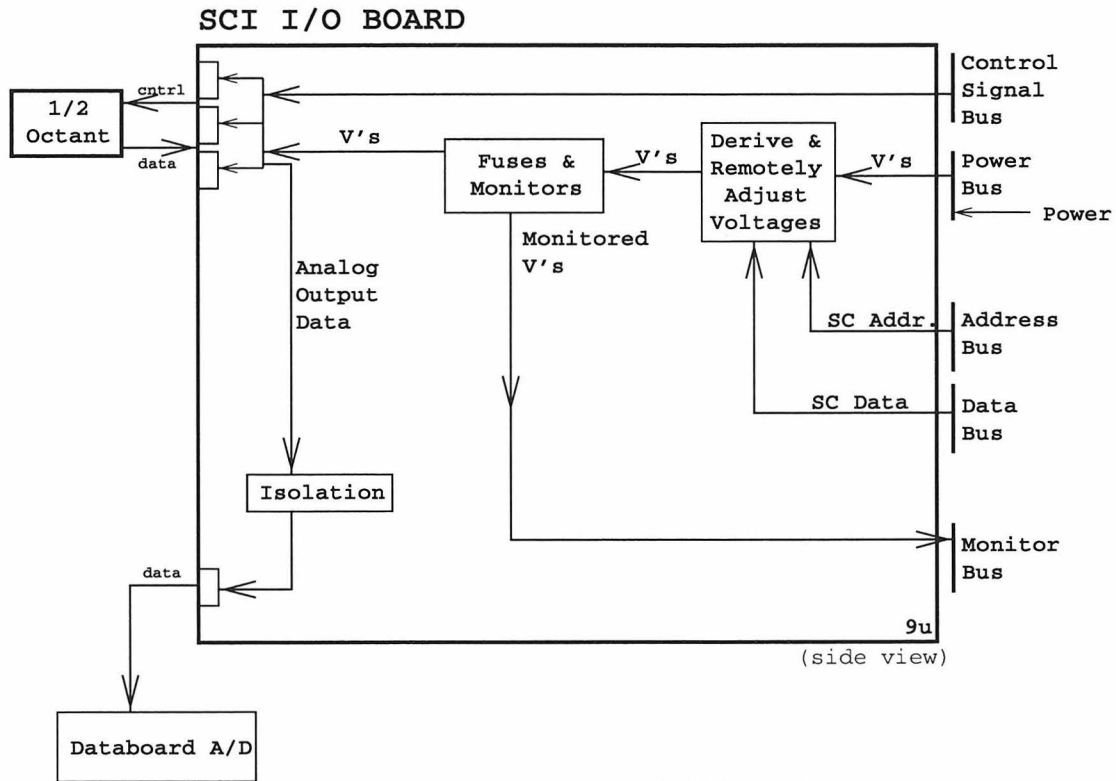 SCI I/O BOARD
cntrl
1/2
Octant
data
Control
Signal
Bus
V's
Fuses &
Monitors
V's
Derive &
Remotely
Adjust
Voltages
V's
Power
Bus
Power
Monitored
V's
Analog
Output
Data
SC Addr.
Address
Bus
SC Data
Data
Bus
Isolation
Monitor
Bus
data
9u
(side view)
Databoard A/D